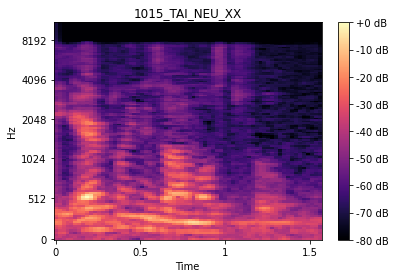 1015_TAI_NEU_XX
8192
4096
2048
1024
512
0
Hz
0
0.5
1
1.5
Time
+0 dB
-10 dB
-20 dB
-30 dB
-40 dB
-50 dB
-60 dB
-70 dB
-80 dB